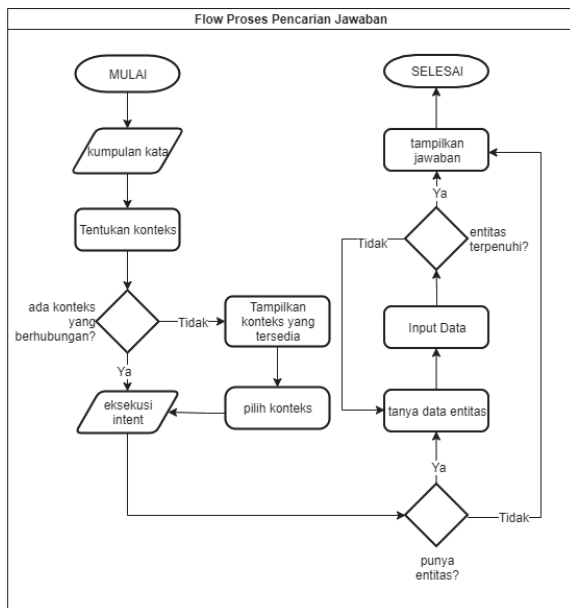 Flow Proses Pencarian Jawaban
MULAI
kumpulan kata
Tentukan konteks
ada konteks
yang
berhubungan?
Tidak
Tampilkan
konteks yang
tersedia
Ya
eksekusi
intent
pilih konteks
SELESAI
tampilkan
jawaban
Ya
Tidak
entitas
terpenuhi?
Input Data
tanya data entitas
Ya
Tidak
punya
entitas?